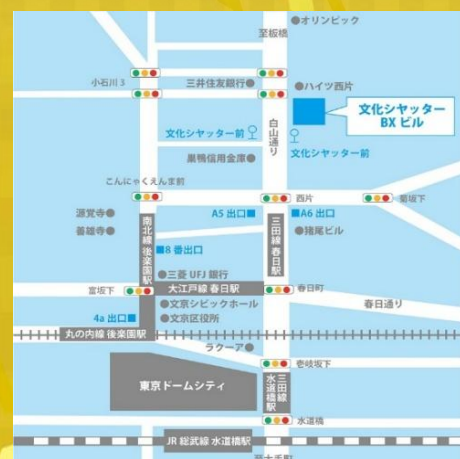 ●オリンピック
至板橋
小石川3
三井住友銀行●
●ハイツ西片
文化シヤッター
BXビル
文化シヤッター前
白山通り
文化シヤッター前
巣鴨信用金庫●
こんにゃくえんま前
西片
菊坂下
源覚寺●
善雄寺●
A5 出口■
■A6 出口
●猪尾ビル
南北線 後楽園駅
三田線 春日駅
■8 番出口
●三菱 UFJ 銀行
富坂下
大江戸線 春日駅
春日町
春日通り
●文京シビックホール
●文京区役所
4a 出口■
丸の内線 後楽園駅
ラクーア●
壱岐坂下
東京ドームシティ
三田線
水道橋駅
水道橋
JR 総武線 水道橋駅